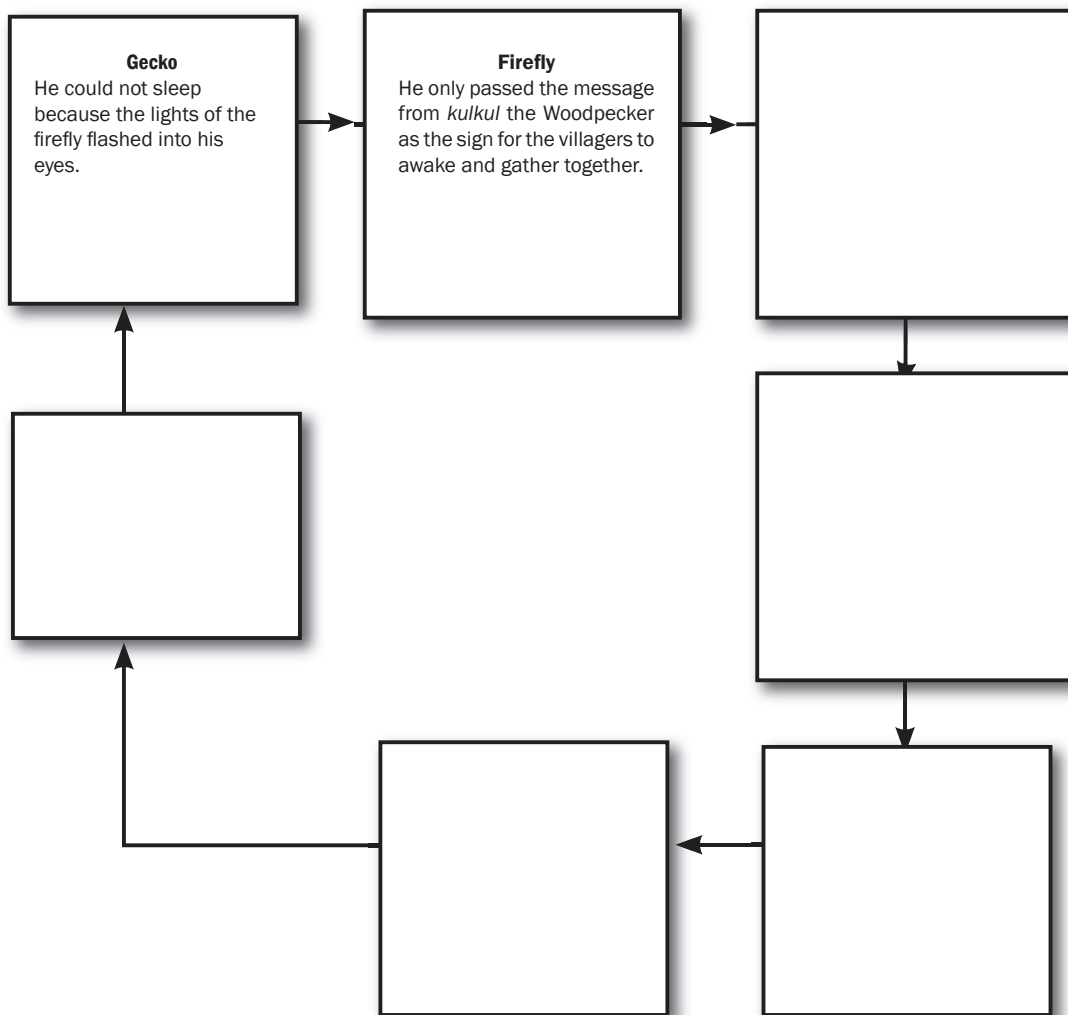 Gecko
He could not sleep
because the lights of the
firefly flashed into his
eyes.
Firefly
He only passed the message
from kulkul the Woodpecker
as the sign for the villagers to
awake and gather together.